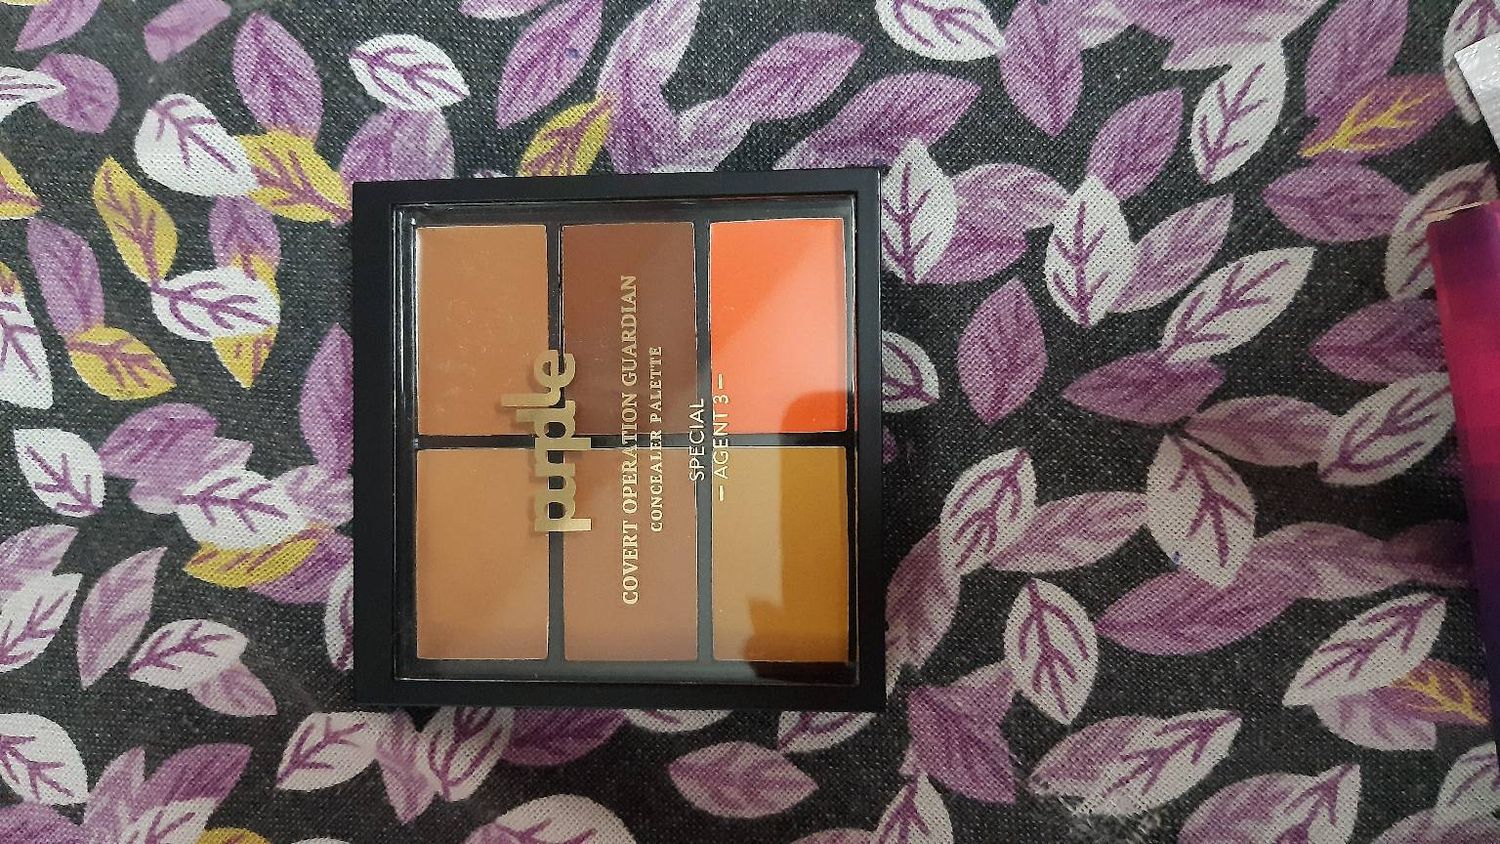 purple
COVERT OPERATION GUARDIAN
CONCEALER PALETTE
SPECIAL
— AGENT 3 —